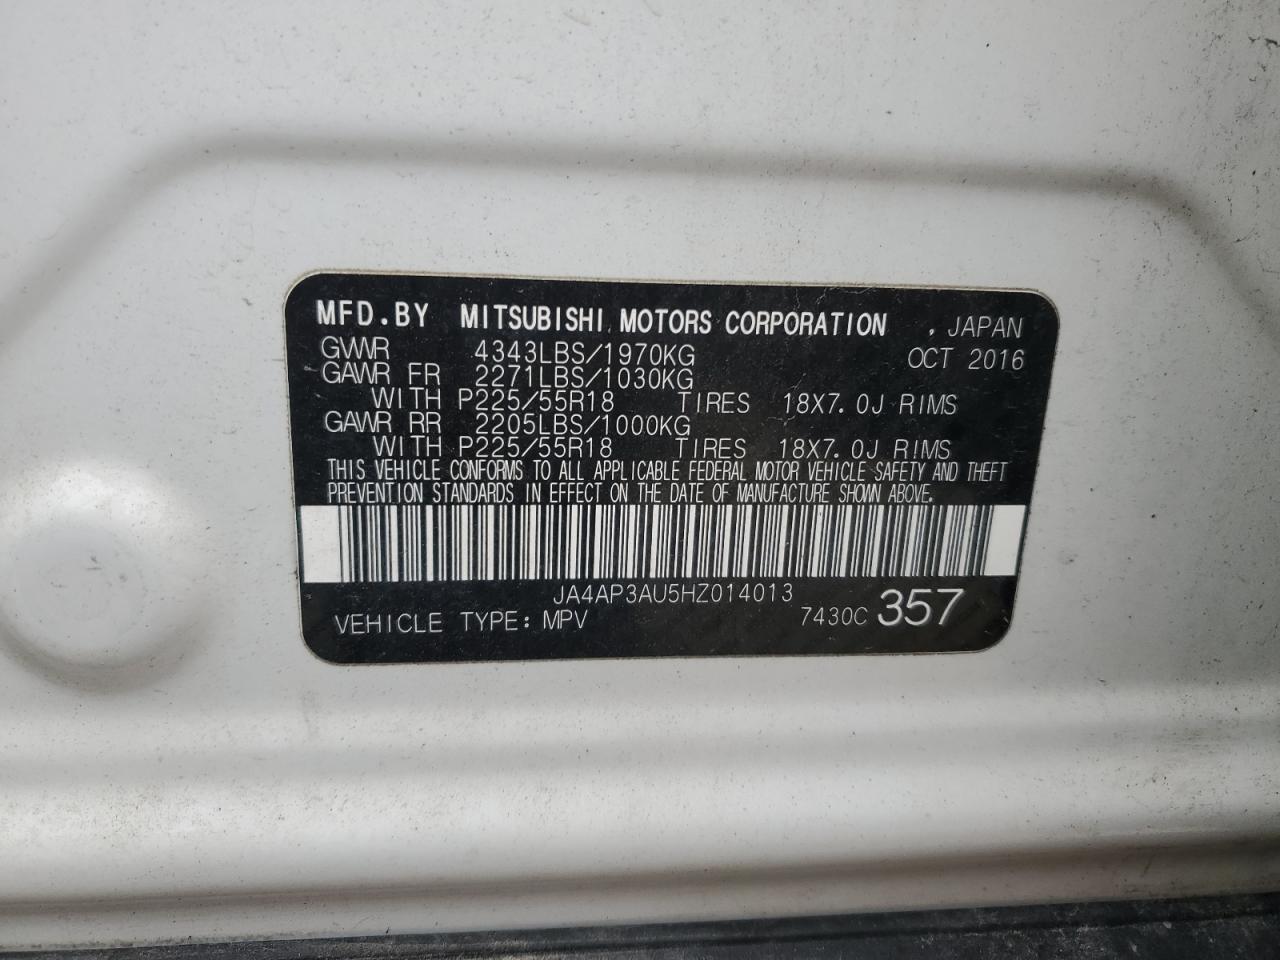 MFD.BY MITSUBISHI MOTORS CORPORATION , JAPAN
GVWR 4343LBS/1970KG OCT 2016
GAWR FR 2271LBS/1030KG
WITH P225/55R18 TIRES 18X7.0J RIMS
GAWR RR 2205LBS/1000KG
WITH P225/55R18 TIRES 18X7.0J RIMS
THIS VEHICLE CONFORMS TO ALL APPLICABLE FEDERAL MOTOR VEHICLE SAFETY AND THEFT
PREVENTION STANDARDS IN EFFECT ON THE DATE OF MANUFACTURE SHOWN ABOVE.
JA4AP3AU5HZ014013
VEHICLE TYPE: MPV 7430C 357